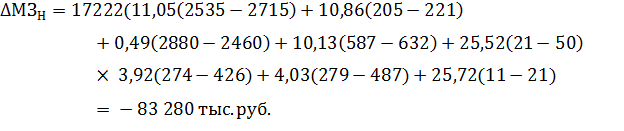 ΔМЗ_Н = 17222(11,05(2535 − 2715) + 10,86(205 − 221)
+ 0,49(2880 − 2460) + 10,13(587 − 632) + 25,52(21 − 50)
× 3,92(274 − 426) + 4,03(279 − 487) + 25,72(11 − 21)
= − 83 280 тыс.руб.